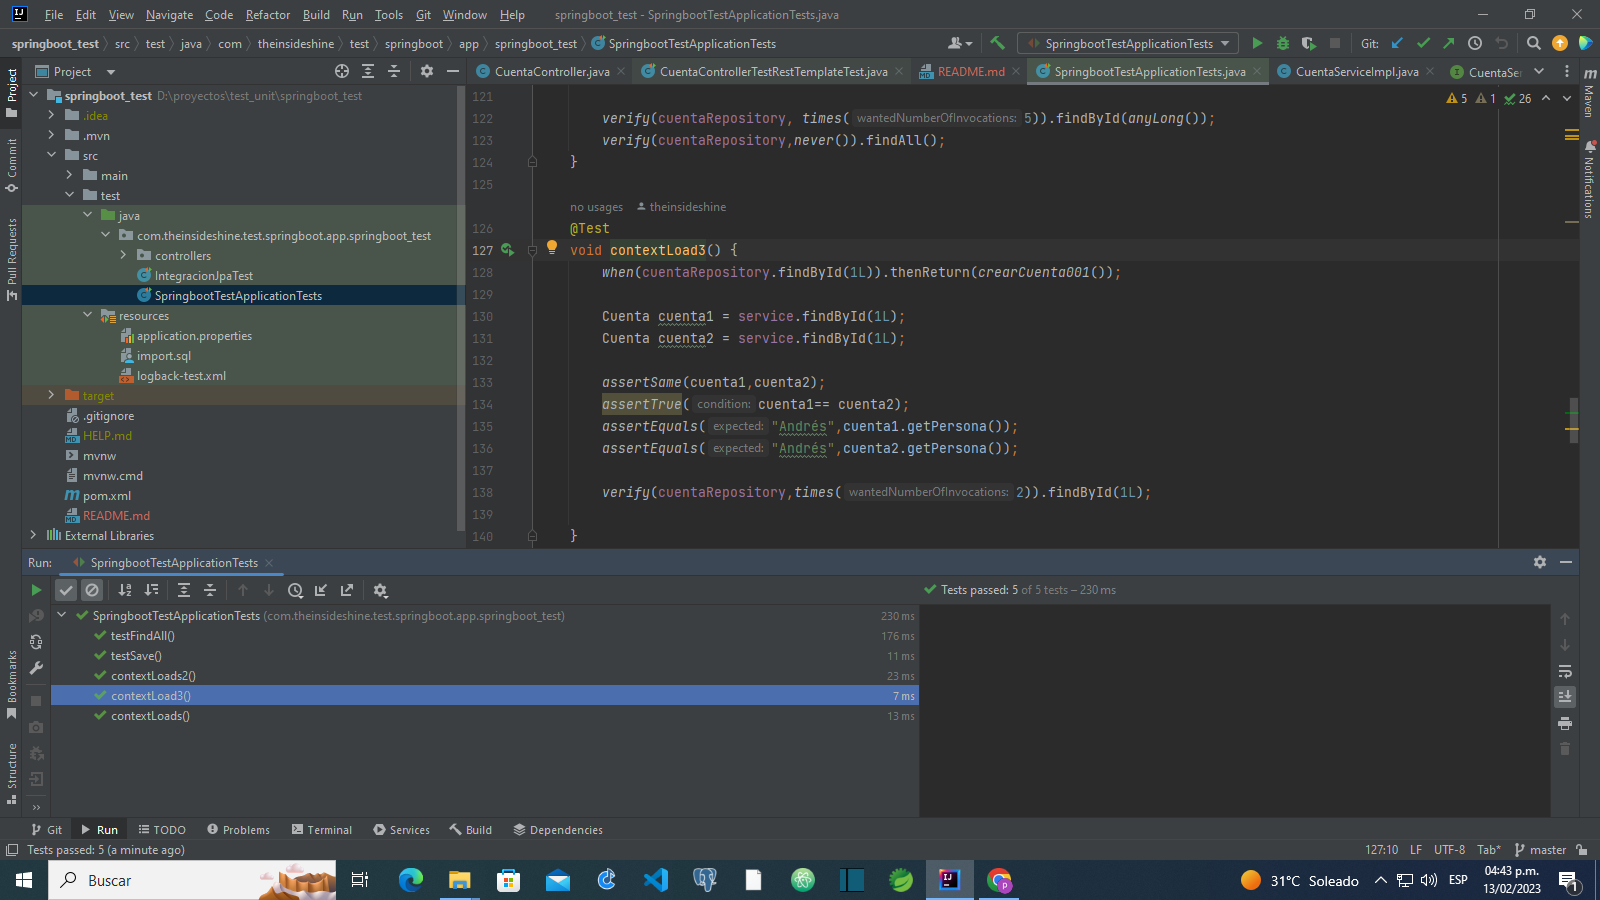 File Edit View Navigate Code Refactor Build Run Tools Git Window Help springboot_test - SpringbootTestApplicationTests.java
springboot_test src test java com theinsideshine test springboot app springboot_test SpringbootTestApplicationTests
SpringbootTestApplicationTests Git:
Project
CuentaController.java CuentaControllerTestRestTemplateTest.java README.md SpringbootTestApplicationTests.java CuentaServiceImpl.java CuentaSer
Project
Commit
Pull Requests
Bookmarks
Structure
springboot_test D:\proyectos\test_unit\springboot_test
.idea
.mvn
src
main
test
java
com.theinsideshine.test.springboot.app.springboot_test
controllers
IntegracionJpaTest
SpringbootTestApplicationTests
resources
application.properties
import.sql
logback-test.xml
target
.gitignore
HELP.md
mvnw
mvnw.cmd
pom.xml
README.md
External Libraries
5 1 26
121
122 verify(cuentaRepository, times( wantedNumberOfInvocations: 5)).findById(anyLong());
123 verify(cuentaRepository,never()).findAll();
124 }
125
no usages theinsideshine
126 @Test
127 void contextLoad3() {
128 when(cuentaRepository.findById(1L)).thenReturn(crearCuenta001());
129
130 Cuenta cuenta1 = service.findById(1L);
131 Cuenta cuenta2 = service.findById(1L);
132
133 assertSame(cuenta1,cuenta2);
134 assertTrue( condition: cuenta1== cuenta2);
135 assertEquals( expected: "Andrés",cuenta1.getPersona());
136 assertEquals( expected: "Andrés",cuenta2.getPersona());
137
138 verify(cuentaRepository,times( wantedNumberOfInvocations: 2)).findById(1L);
139
140 }
Maven
Notifications
Run: SpringbootTestApplicationTests
Tests passed: 5 of 5 tests – 230 ms
SpringbootTestApplicationTests (com.theinsideshine.test.springboot.app.springboot_test) 230 ms
testFindAll() 176 ms
testSave() 11 ms
contextLoads2() 23 ms
contextLoad3() 7 ms
contextLoads() 13 ms
Git Run TODO Problems Terminal Services Build Dependencies
Tests passed: 5 (a minute ago) 127:10 LF UTF-8 Tab* master
Buscar 31°C Soleado ESP 04:43 p.m.
13/02/2023 1